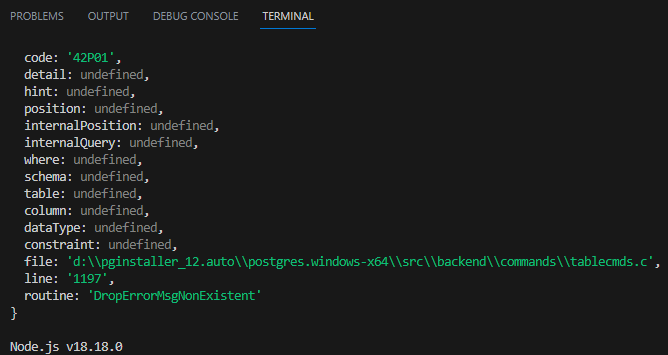 PROBLEMS OUTPUT DEBUG CONSOLE TERMINAL
code: '42P01',
detail: undefined,
hint: undefined,
position: undefined,
internalPosition: undefined,
internalQuery: undefined,
where: undefined,
schema: undefined,
table: undefined,
column: undefined,
dataType: undefined,
constraint: undefined,
file: 'd:\\pginstaller_12.auto\\postgres.windows-x64\\src\\backend\\commands\\tablecmds.c',
line: '1197',
routine: 'DropErrorMsgNonExistent'
}
Node.js v18.18.0